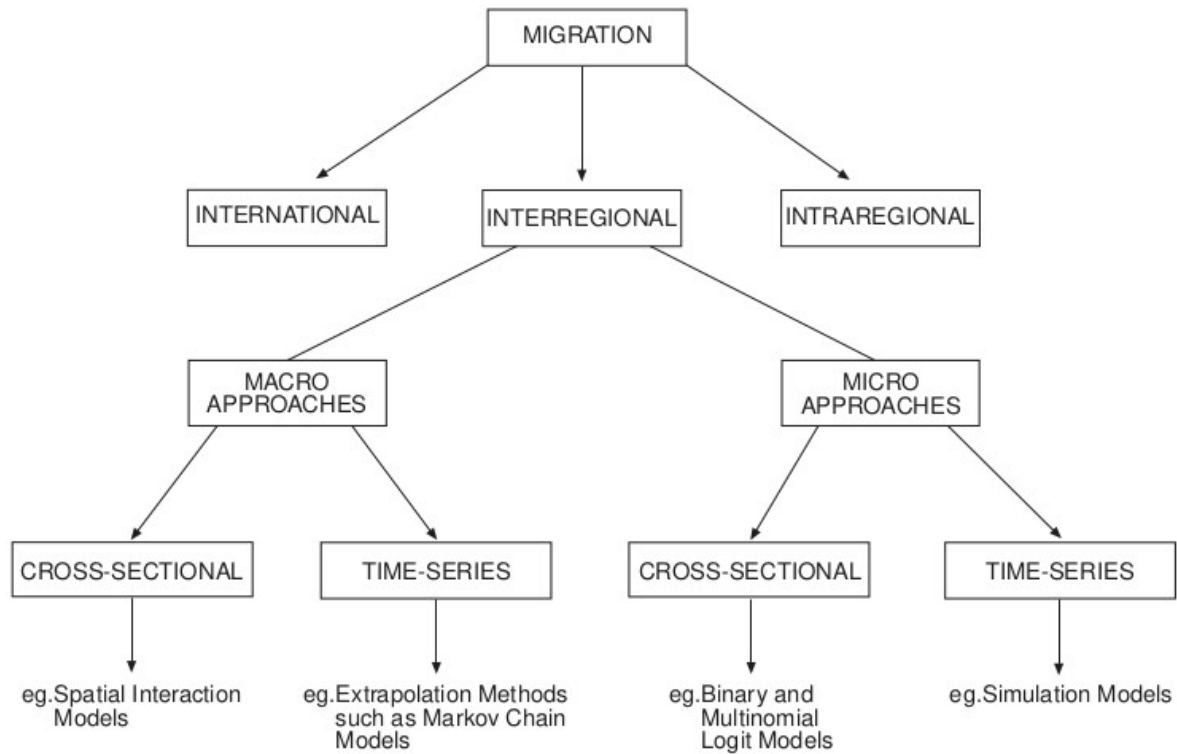 MIGRATION
INTERNATIONAL
INTERREGIONAL
INTRAREGIONAL
MACRO
APPROACHES
MICRO
APPROACHES
CROSS-SECTIONAL
TIME-SERIES
CROSS-SECTIONAL
TIME-SERIES
eg.Spatial Interaction
Models
eg.Extrapolation Methods
such as Markov Chain
Models
eg.Binary and
Multinomial
Logit Models
eg.Simulation Models